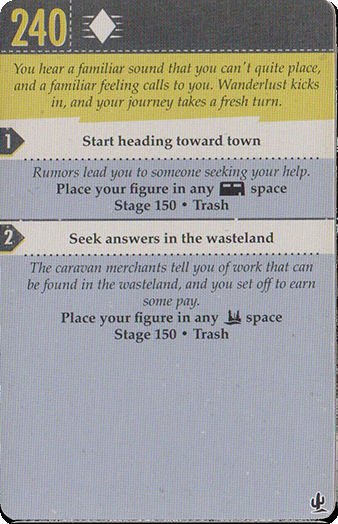 240
You hear a familiar sound that you can't quite place,
and a familiar feeling calls to you. Wanderlust kicks
in, and your journey takes a fresh turn.
1
Start heading toward town
Rumors lead you to someone seeking your help.
Place your figure in any space
Stage 150 • Trash
2
Seek answers in the wasteland
The caravan merchants tell you of work that can
be found in the wasteland, and you set off to earn
some pay.
Place your figure in any space
Stage 150 • Trash